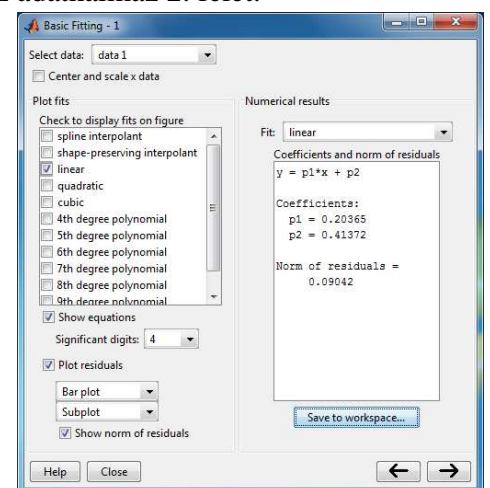 Basic Fitting - 1
Select data: data 1
Center and scale x data
Plot fits
Check to display fits on figure
spline interpolant
shape-preserving interpolant
linear
quadratic
cubic
4th degree polynomial
5th degree polynomial
6th degree polynomial
7th degree polynomial
8th degree polynomial
9th degree polynomial
Show equations
Significant digits: 4
Plot residuals
Bar plot
Subplot
Show norm of residuals
Numerical results
Fit: linear
Coefficients and norm of residuals
y = p1*x + p2
Coefficients:
p1 = 0.20365
p2 = 0.41372
Norm of residuals =
0.09042
Save to workspace...
Help Close